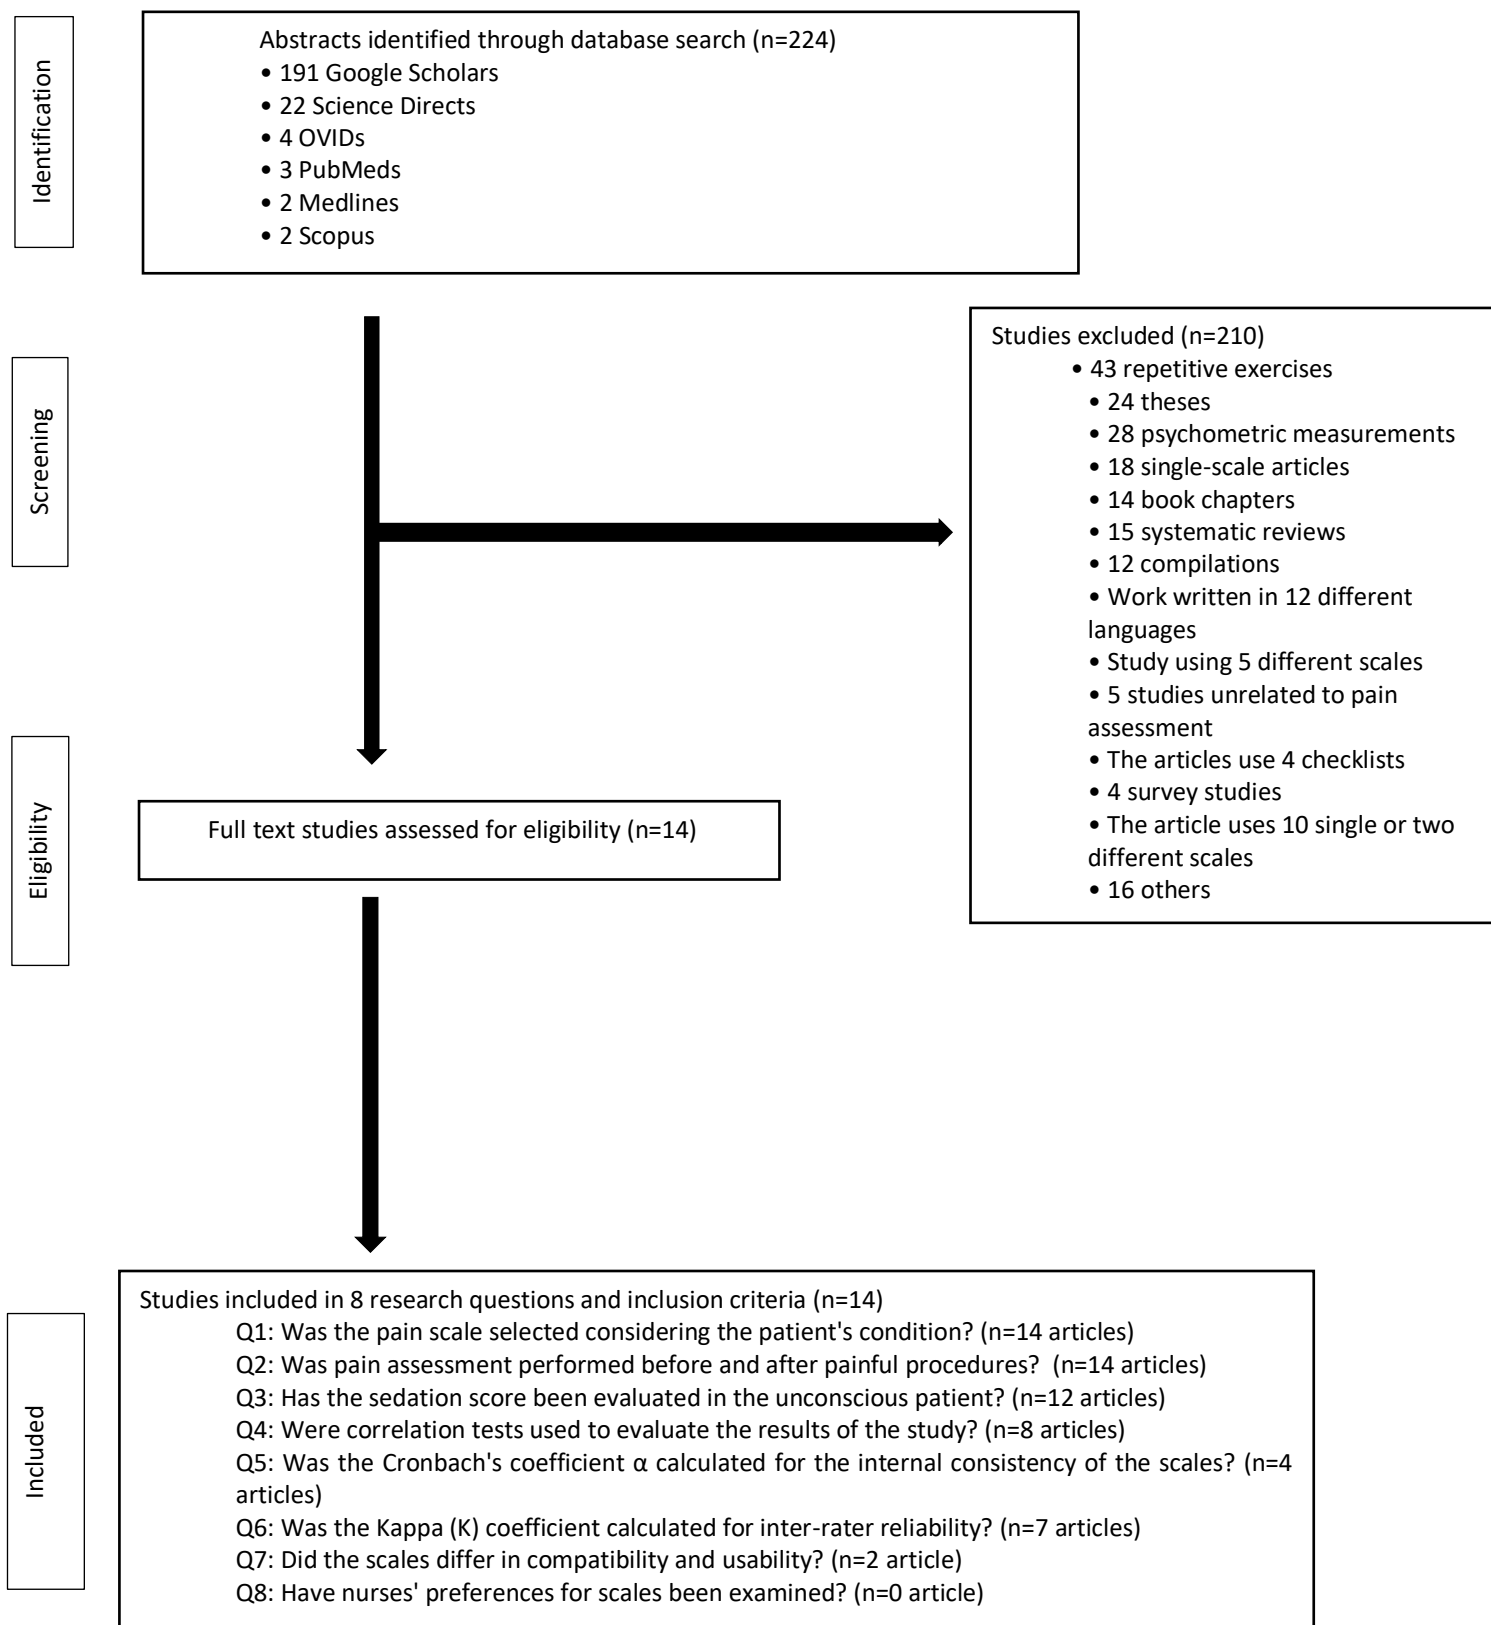 Identification
Abstracts identified through database search (n=224)
• 191 Google Scholars
• 22 Science Directs
• 4 OVIDs
• 3 PubMeds
• 2 Medlines
• 2 Scopus
Screening
Studies excluded (n=210)
• 43 repetitive exercises
• 24 theses
• 28 psychometric measurements
• 18 single-scale articles
• 14 book chapters
• 15 systematic reviews
• 12 compilations
• Work written in 12 different
languages
• Study using 5 different scales
• 5 studies unrelated to pain
assessment
• The articles use 4 checklists
• 4 survey studies
• The article uses 10 single or two
different scales
• 16 others
Eligibility
Full text studies assessed for eligibility (n=14)
Included
Studies included in 8 research questions and inclusion criteria (n=14)
Q1: Was the pain scale selected considering the patient's condition? (n=14 articles)
Q2: Was pain assessment performed before and after painful procedures?  (n=14 articles)
Q3: Has the sedation score been evaluated in the unconscious patient? (n=12 articles)
Q4: Were correlation tests used to evaluate the results of the study? (n=8 articles)
Q5: Was the Cronbach's coefficient α calculated for the internal consistency of the scales? (n=4
articles)
Q6: Was the Kappa (K) coefficient calculated for inter-rater reliability? (n=7 articles)
Q7: Did the scales differ in compatibility and usability? (n=2 article)
Q8: Have nurses' preferences for scales been examined? (n=0 article)